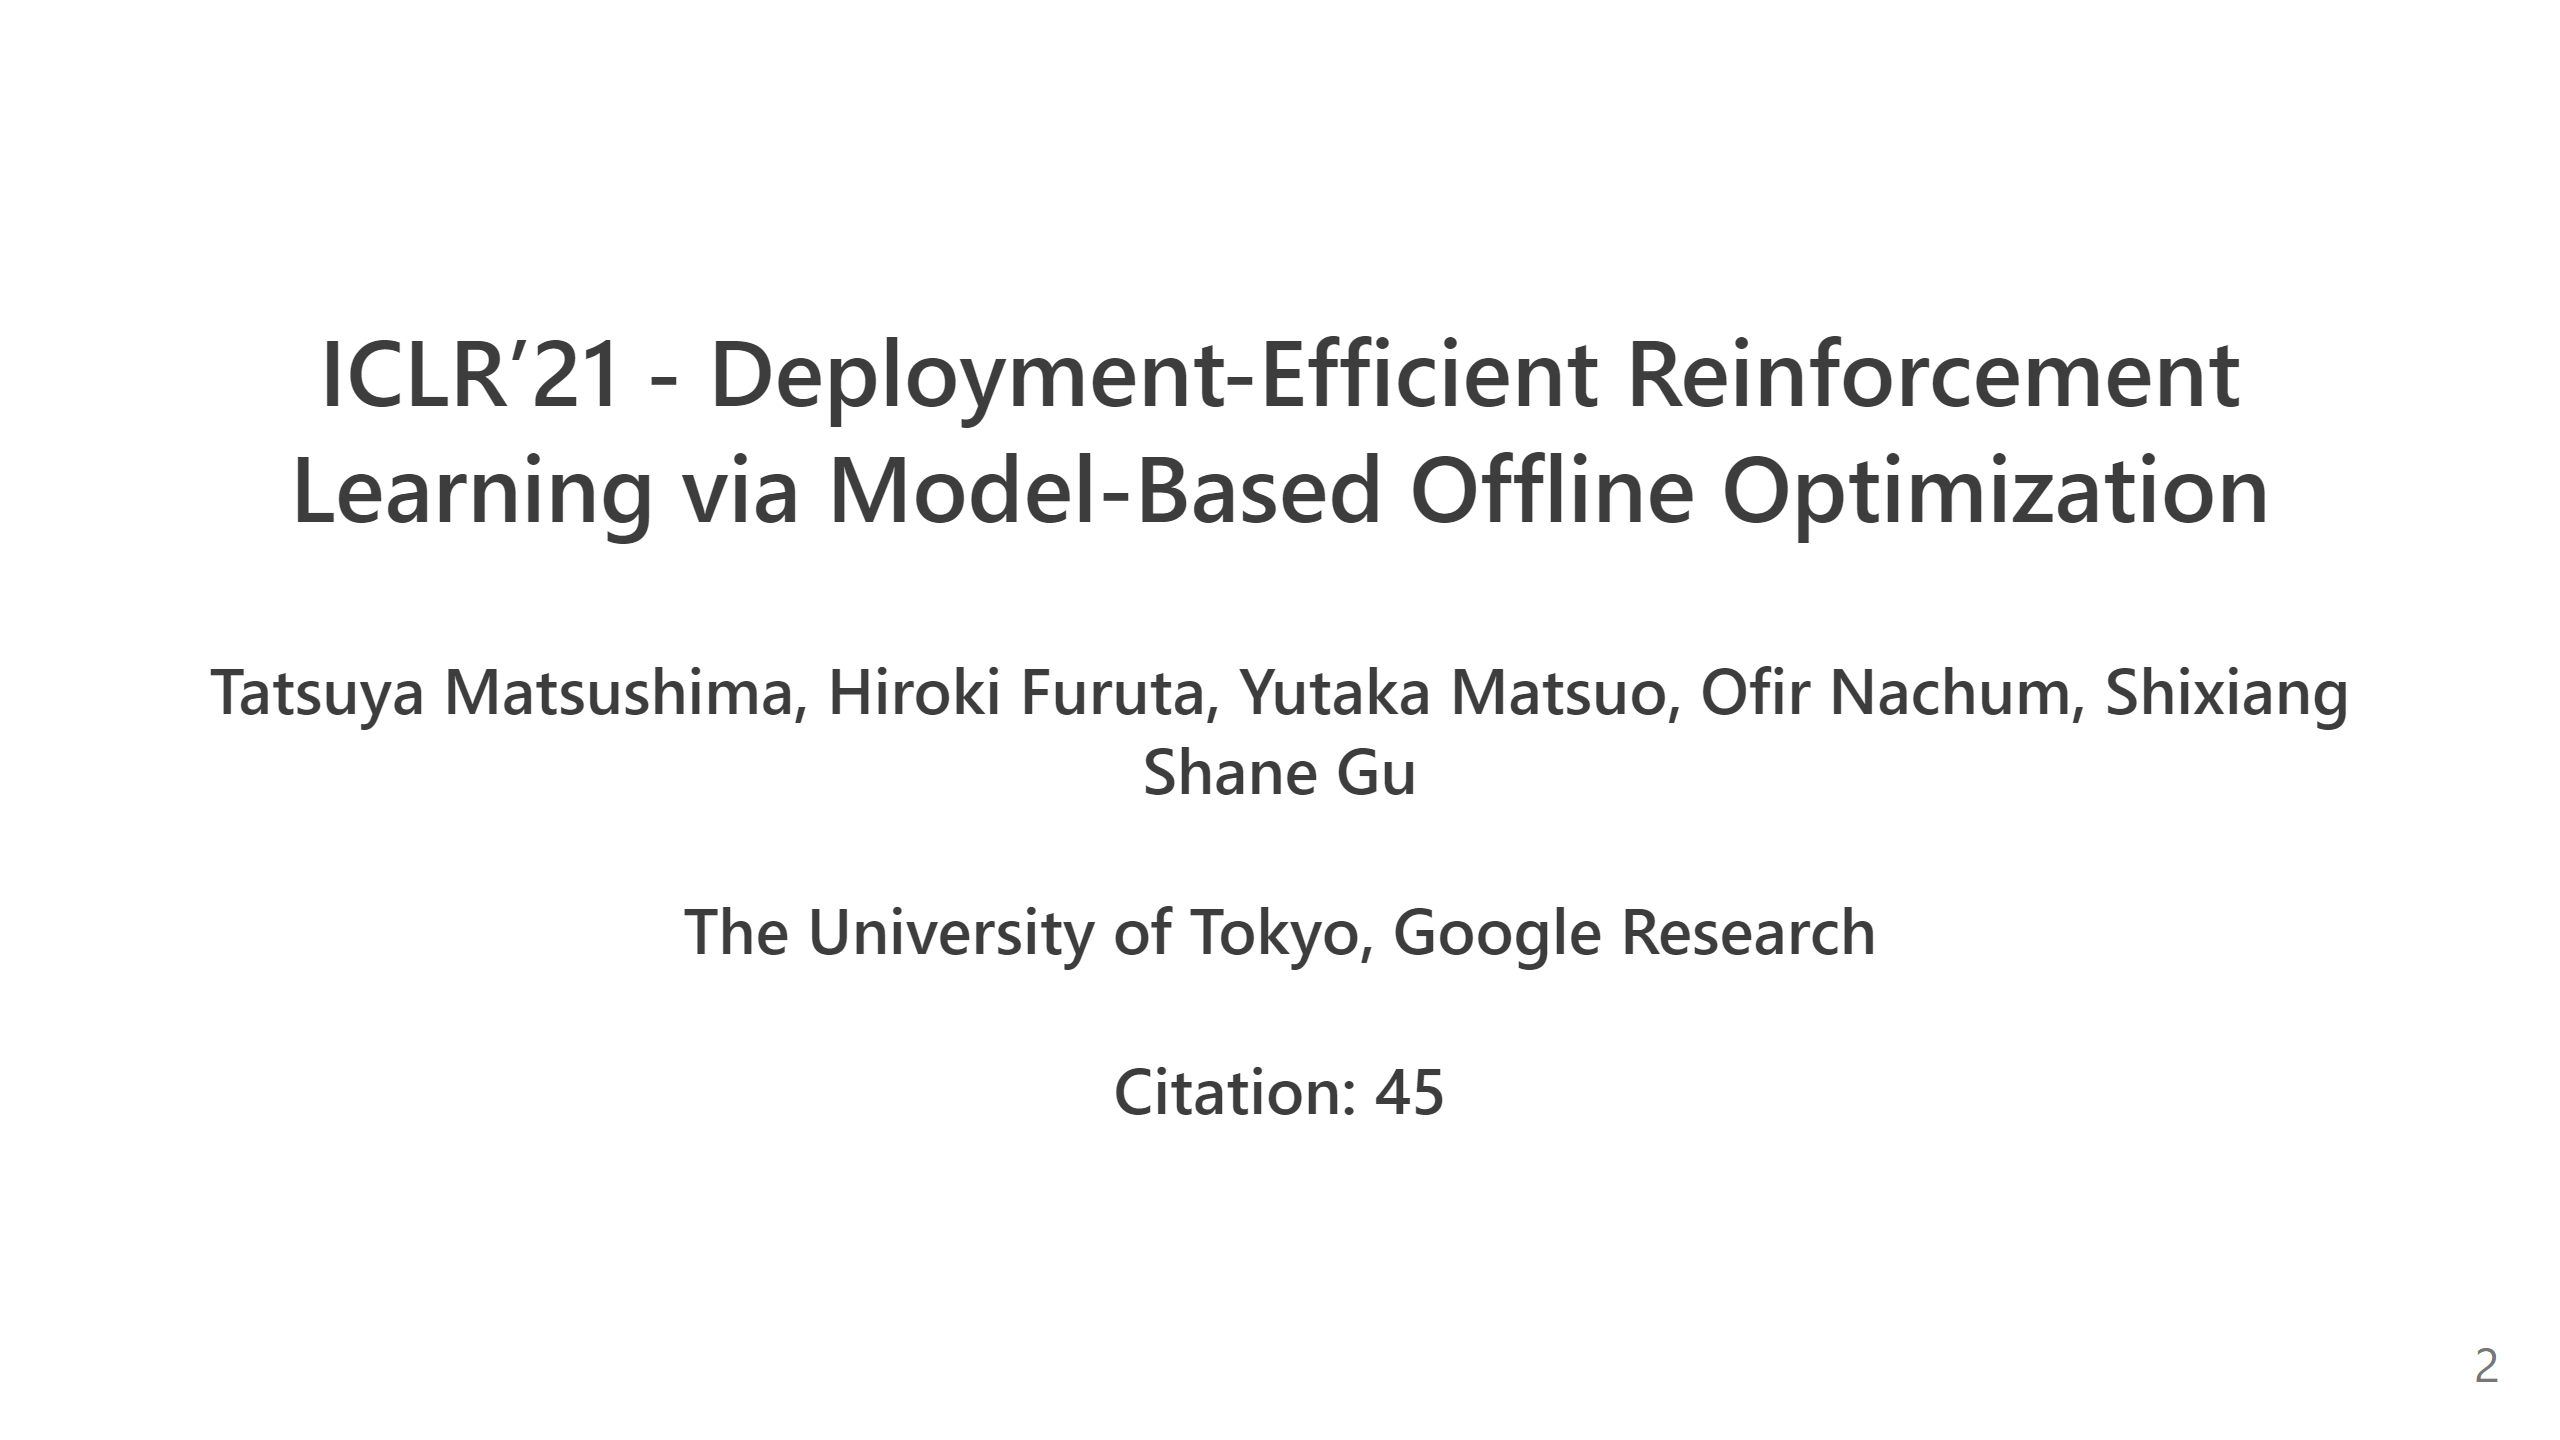 ICLR’21 - Deployment-Efficient Reinforcement
Learning via Model-Based Offline Optimization
Tatsuya Matsushima, Hiroki Furuta, Yutaka Matsuo, Ofir Nachum, Shixiang
Shane Gu
The University of Tokyo, Google Research
Citation: 45
2